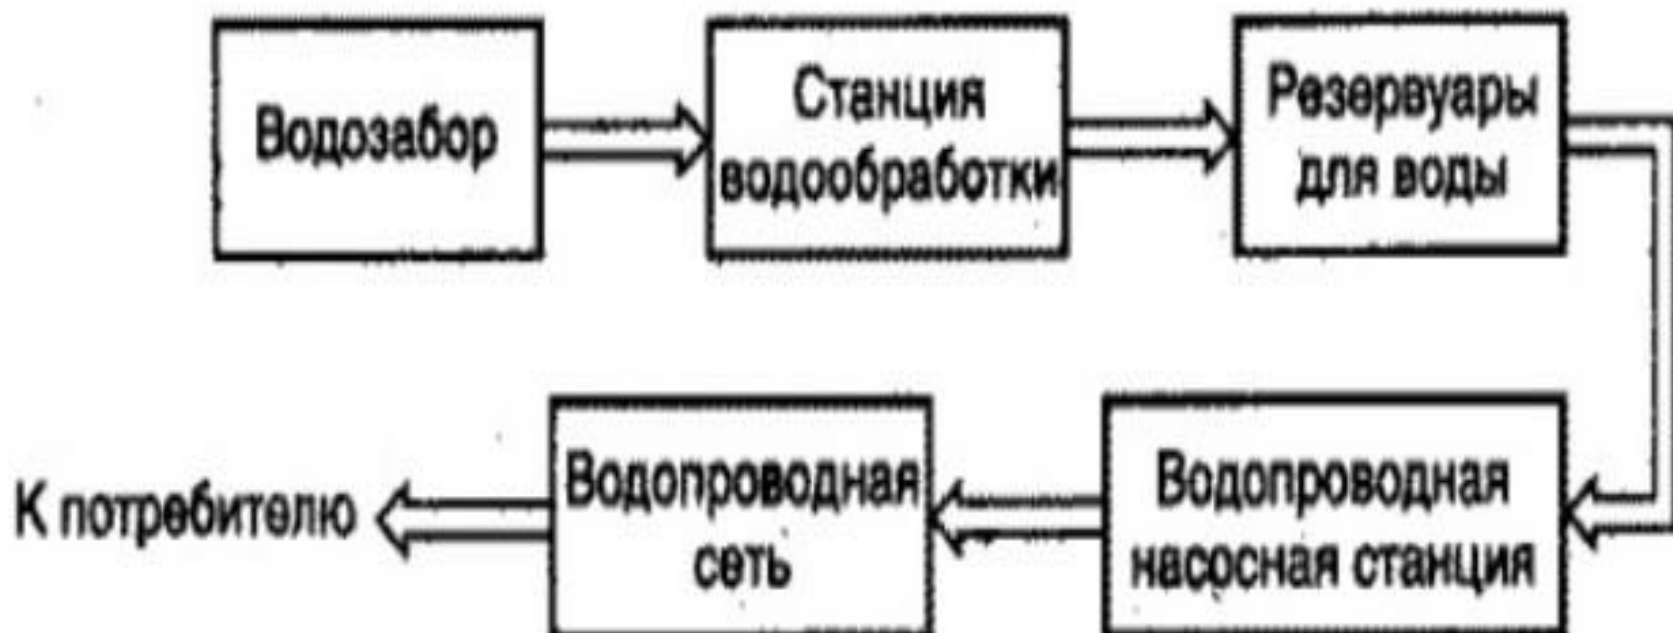 Водозабор
Станция
водообработки
Резервуары
для воды
Водопроводная
насосная станция
Водопроводная
сеть
К потребителю